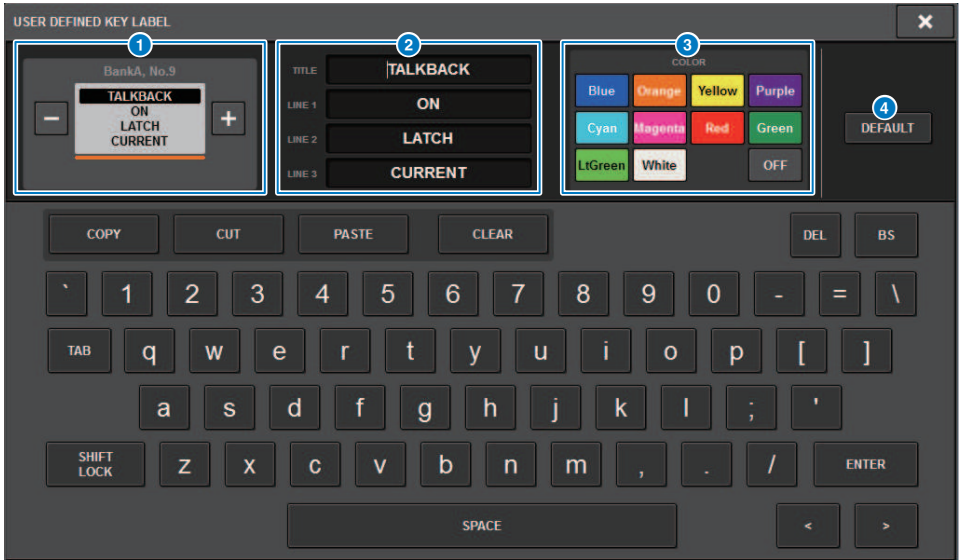 USER DEFINED KEY LABEL
×
1
BankA, No.9
TALKBACK
ON
LATCH
CURRENT
−
+
2
TITLE TALKBACK
LINE 1 ON
LINE 2 LATCH
LINE 3 CURRENT
3
COLOR
Blue Orange Yellow Purple
Cyan Magenta Red Green
LtGreen White OFF
4
DEFAULT
COPY CUT PASTE CLEAR DEL BS
` 1 2 3 4 5 6 7 8 9 0 - = \
TAB q w e r t y u i o p [ ]
a s d f g h j k l ; '
SHIFT LOCK z x c v b n m , . / ENTER
SPACE < >